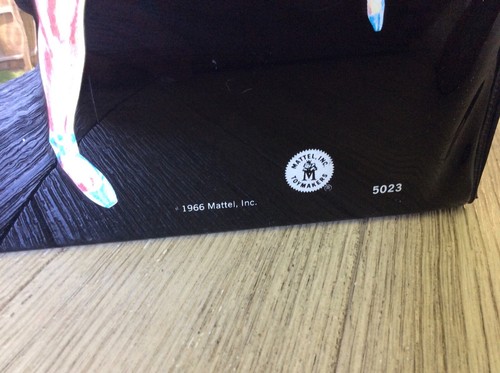 MATTEL, INC.
TOYMAKERS
M
®
5023
1966 Mattel, Inc.